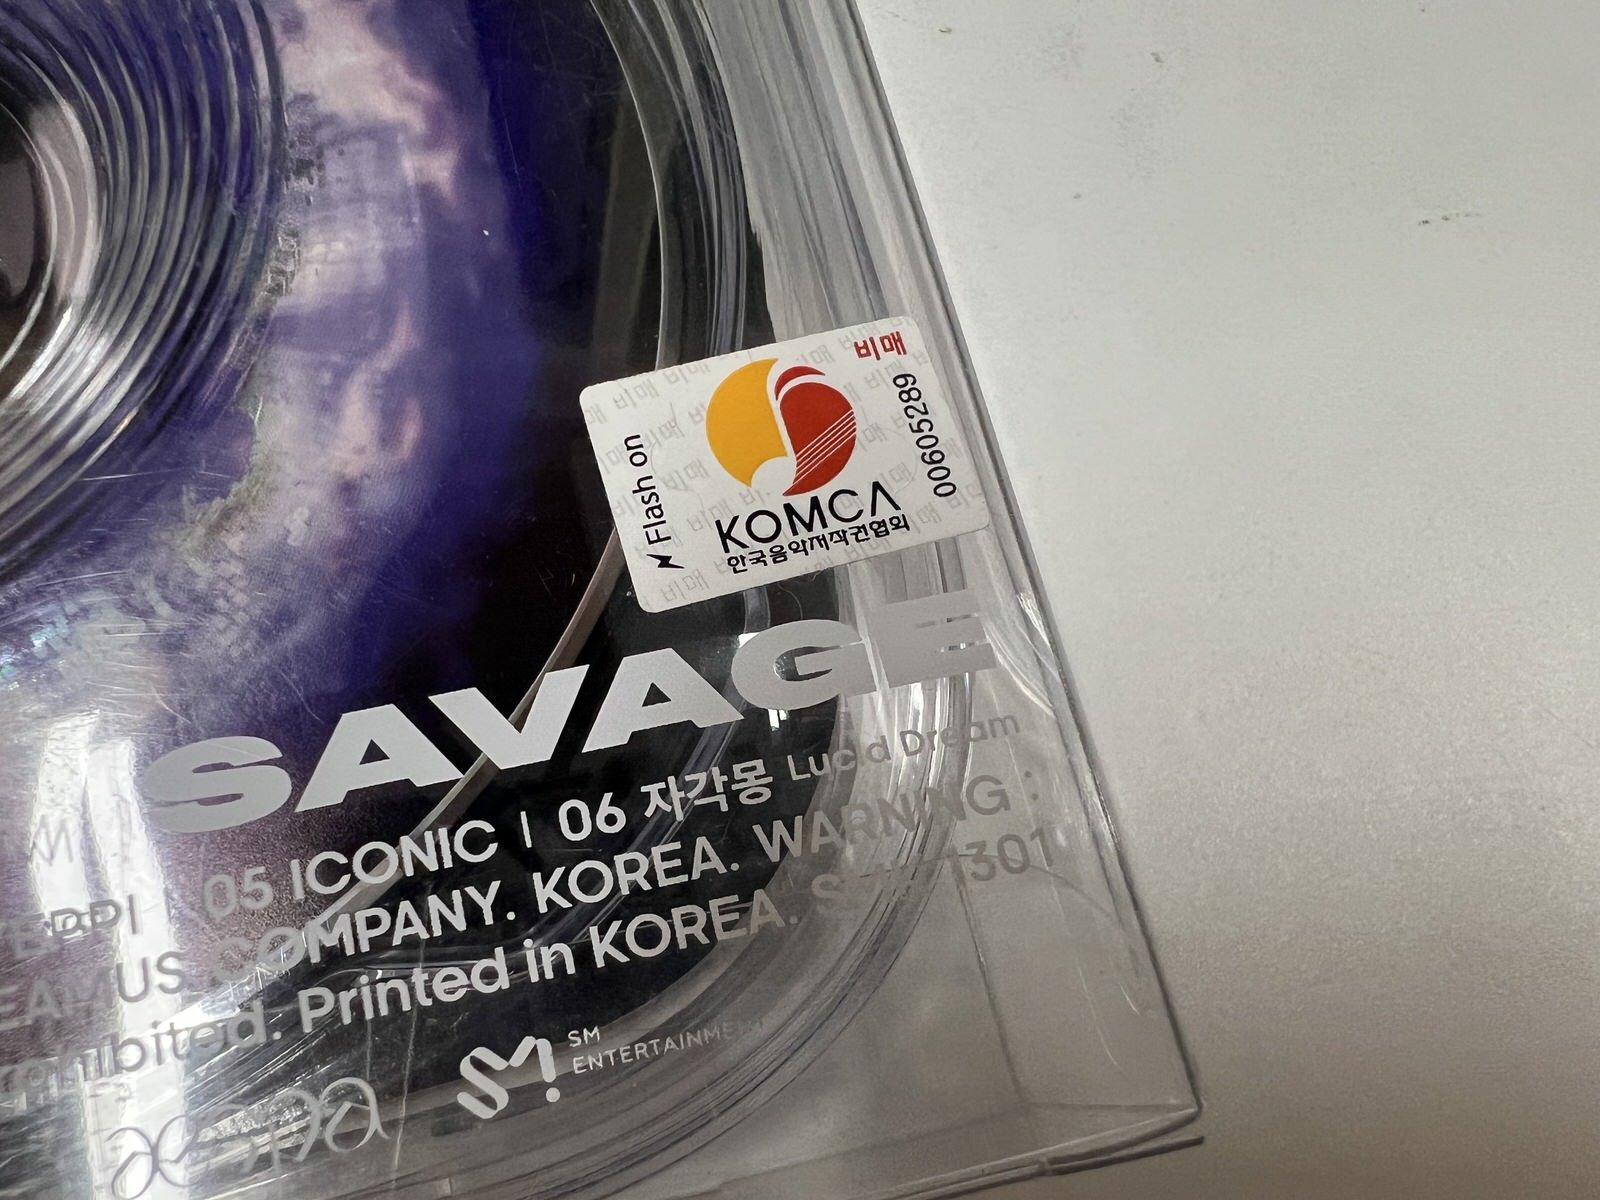 비매
00605289
Flash on
KOMCA
한국음악저작권협회
SAVAGE
05 ICONIC | 06 자각몽 Lucid Dream
COMPANY. KOREA. WARNING :
Printed in KOREA.
SM
ENTERTAINMENT
aespa